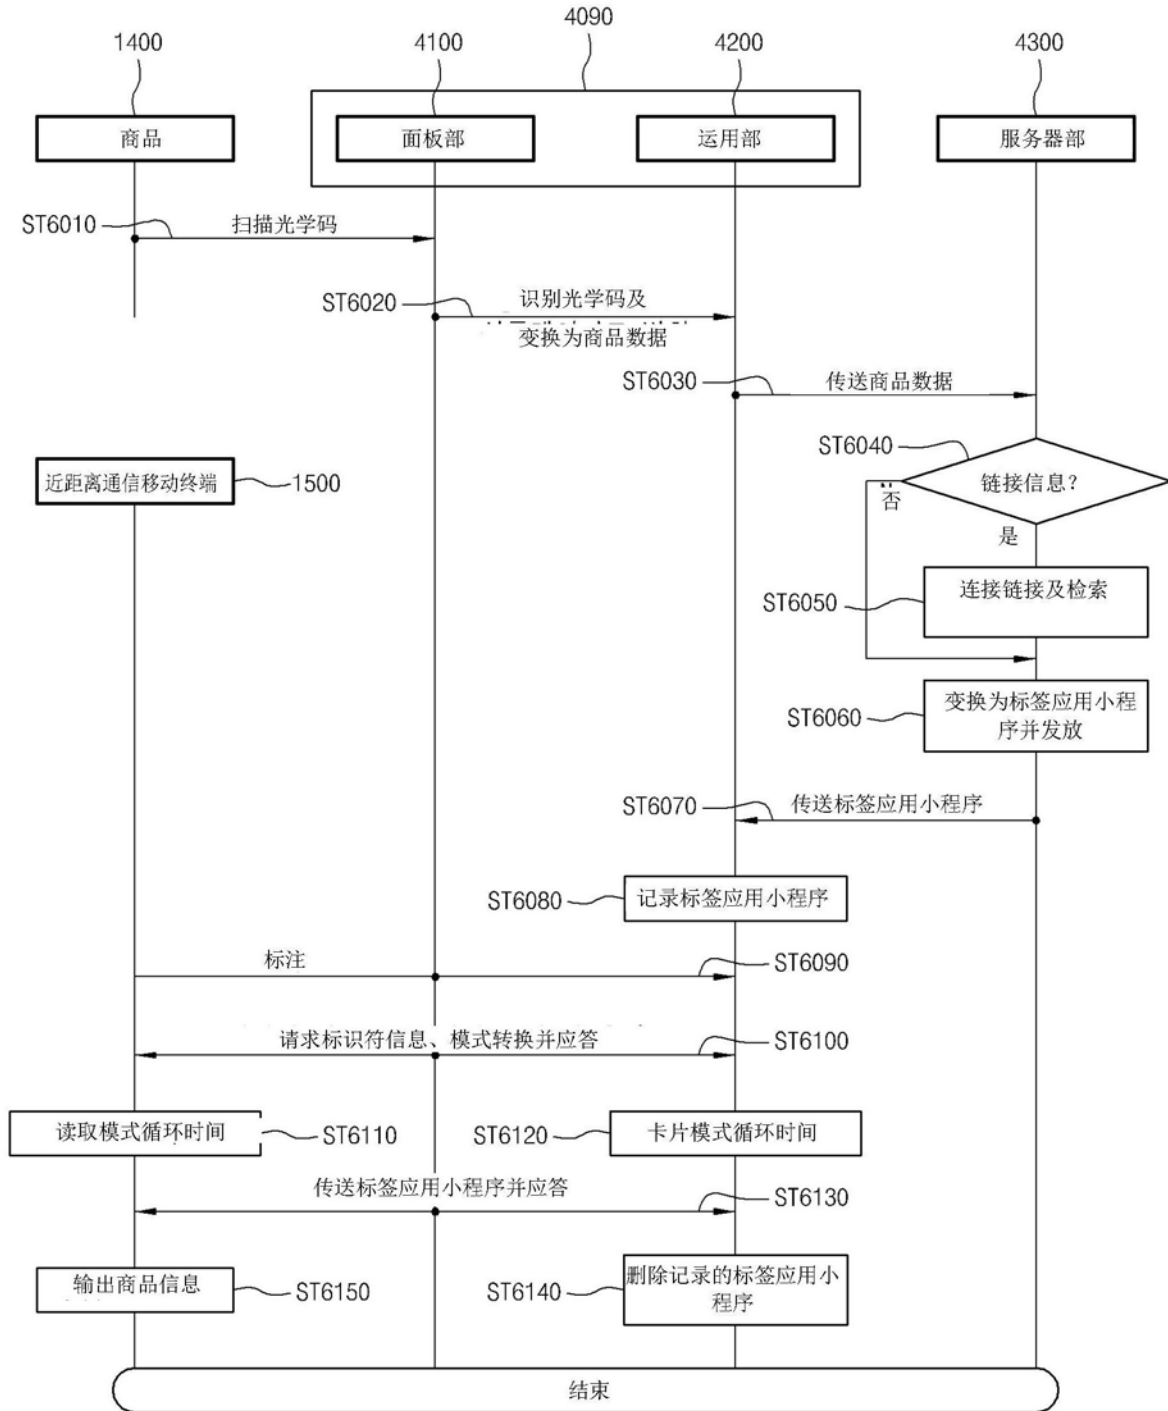 4090
1400
4100
4200
4300
商品
面板部
运用部
服务器部
ST6010
扫描光学码
ST6020
识别光学码及
变换为商品数据
ST6030
传送商品数据
ST6040
链接信息？
否
是
近距离通信移动终端
1500
ST6050
连接链接及检索
ST6060
变换为标签应用小程
序并发放
ST6070
传送标签应用小程序
ST6080
记录标签应用小程序
标注
ST6090
请求标识符信息、模式转换并应答
ST6100
读取模式循环时间
ST6110
ST6120
卡片模式循环时间
传送标签应用小程序并应答
ST6130
输出商品信息
ST6150
ST6140
删除记录的标签应用小
程序
结束